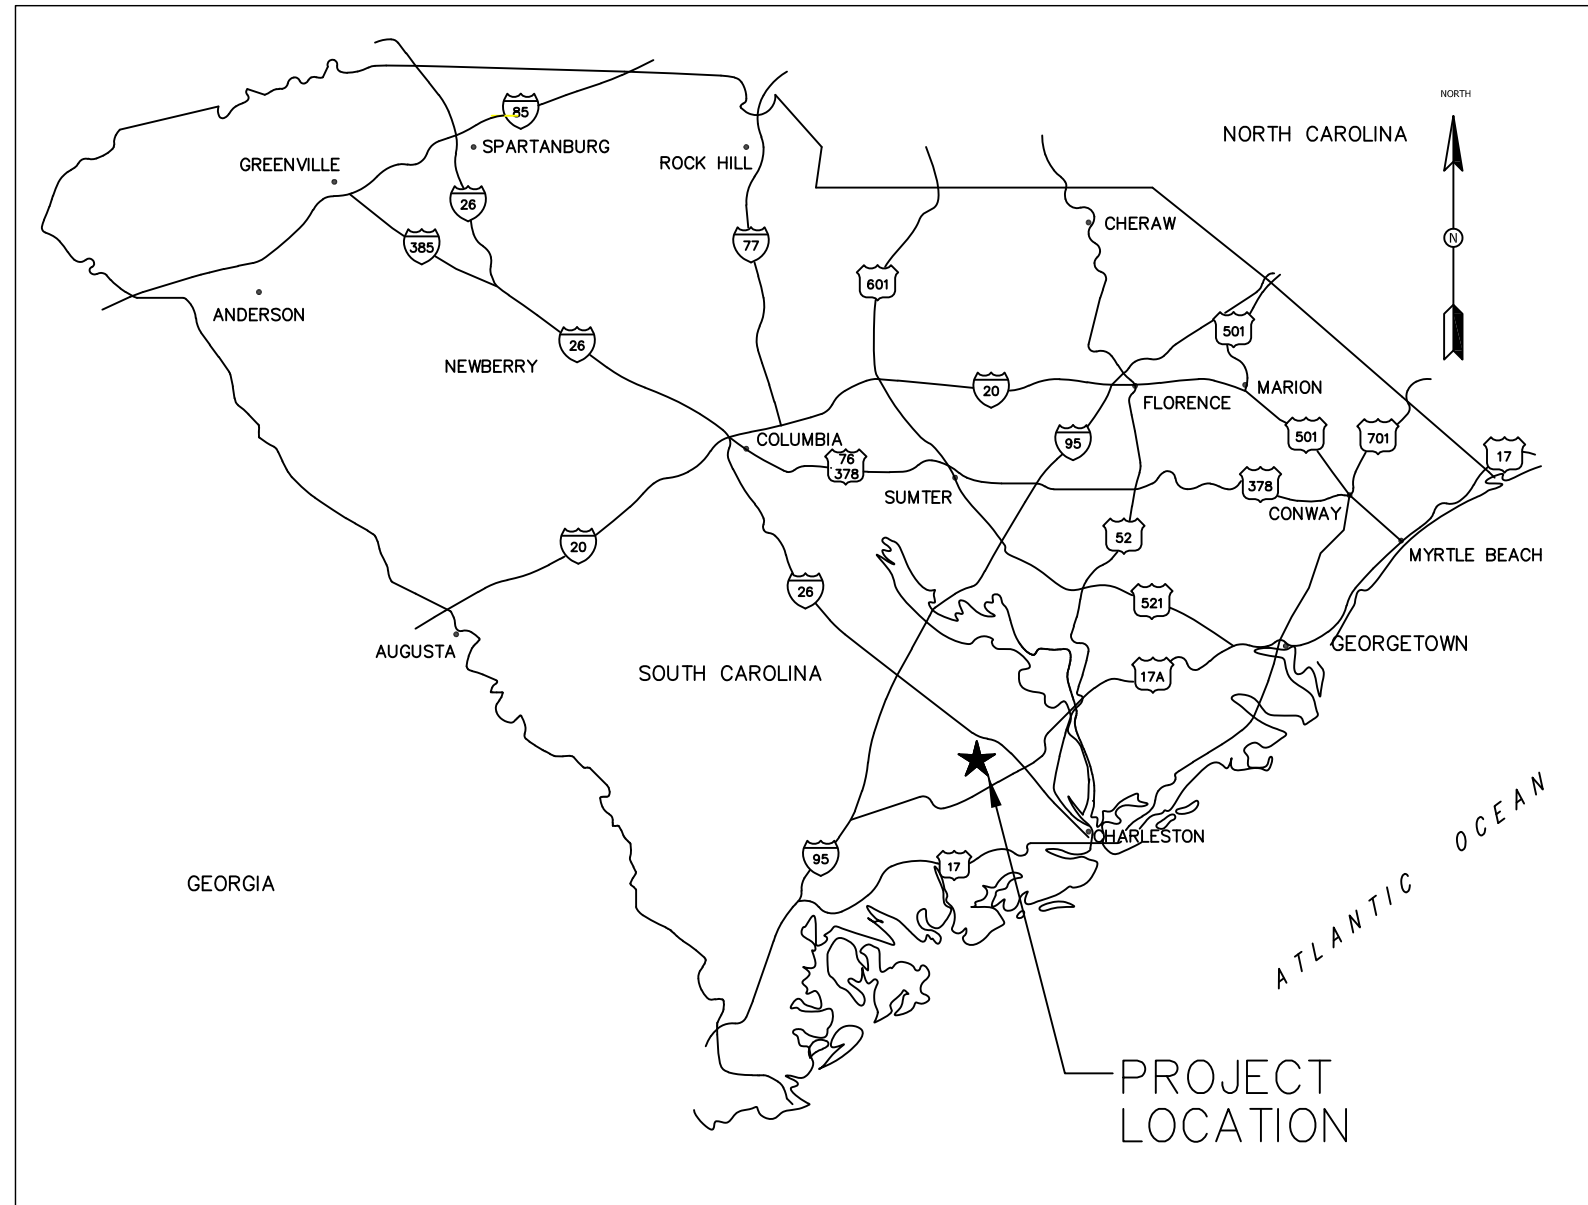 NORTH
85
NORTH CAROLINA
SPARTANBURG
GREENVILLE
ROCK HILL
26
CHERAW
N
385
77
601
ANDERSON
501
26
NEWBERRY
20
MARION
FLORENCE
COLUMBIA
95
501
701
17
76
378
378
SUMTER
CONWAY
52
20
MYRTLE BEACH
26
521
AUGUSTA
GEORGETOWN
SOUTH CAROLINA
17A
CHARLESTON
95
17
GEORGIA
ATLANTIC OCEAN
PROJECT
LOCATION